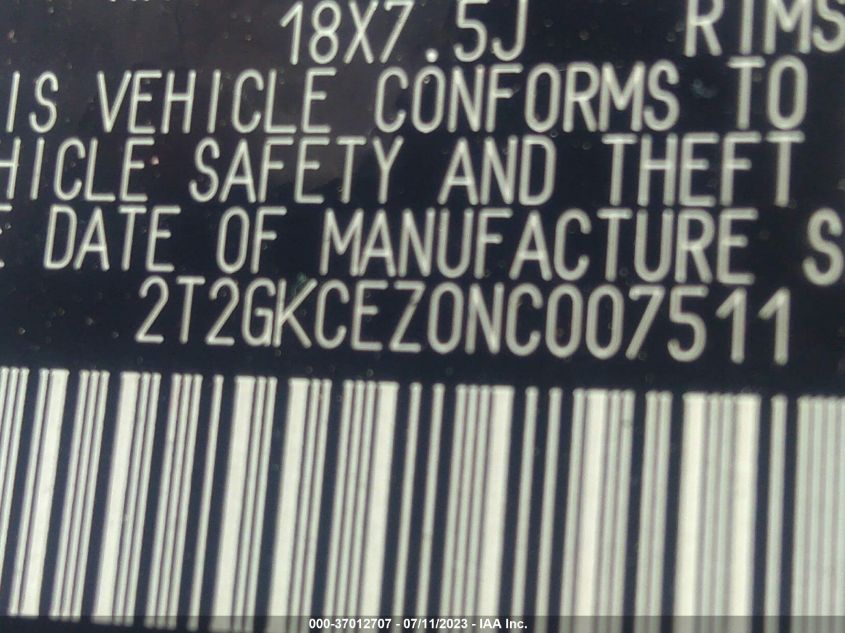 18X7.5J RIMS
IS VEHICLE CONFORMS TO
HICLE SAFETY AND THEFT
E DATE OF MANUFACTURE S
2T2GKCEZ0NC007511
000-37012707 - 07/11/2023 - IAA Inc.